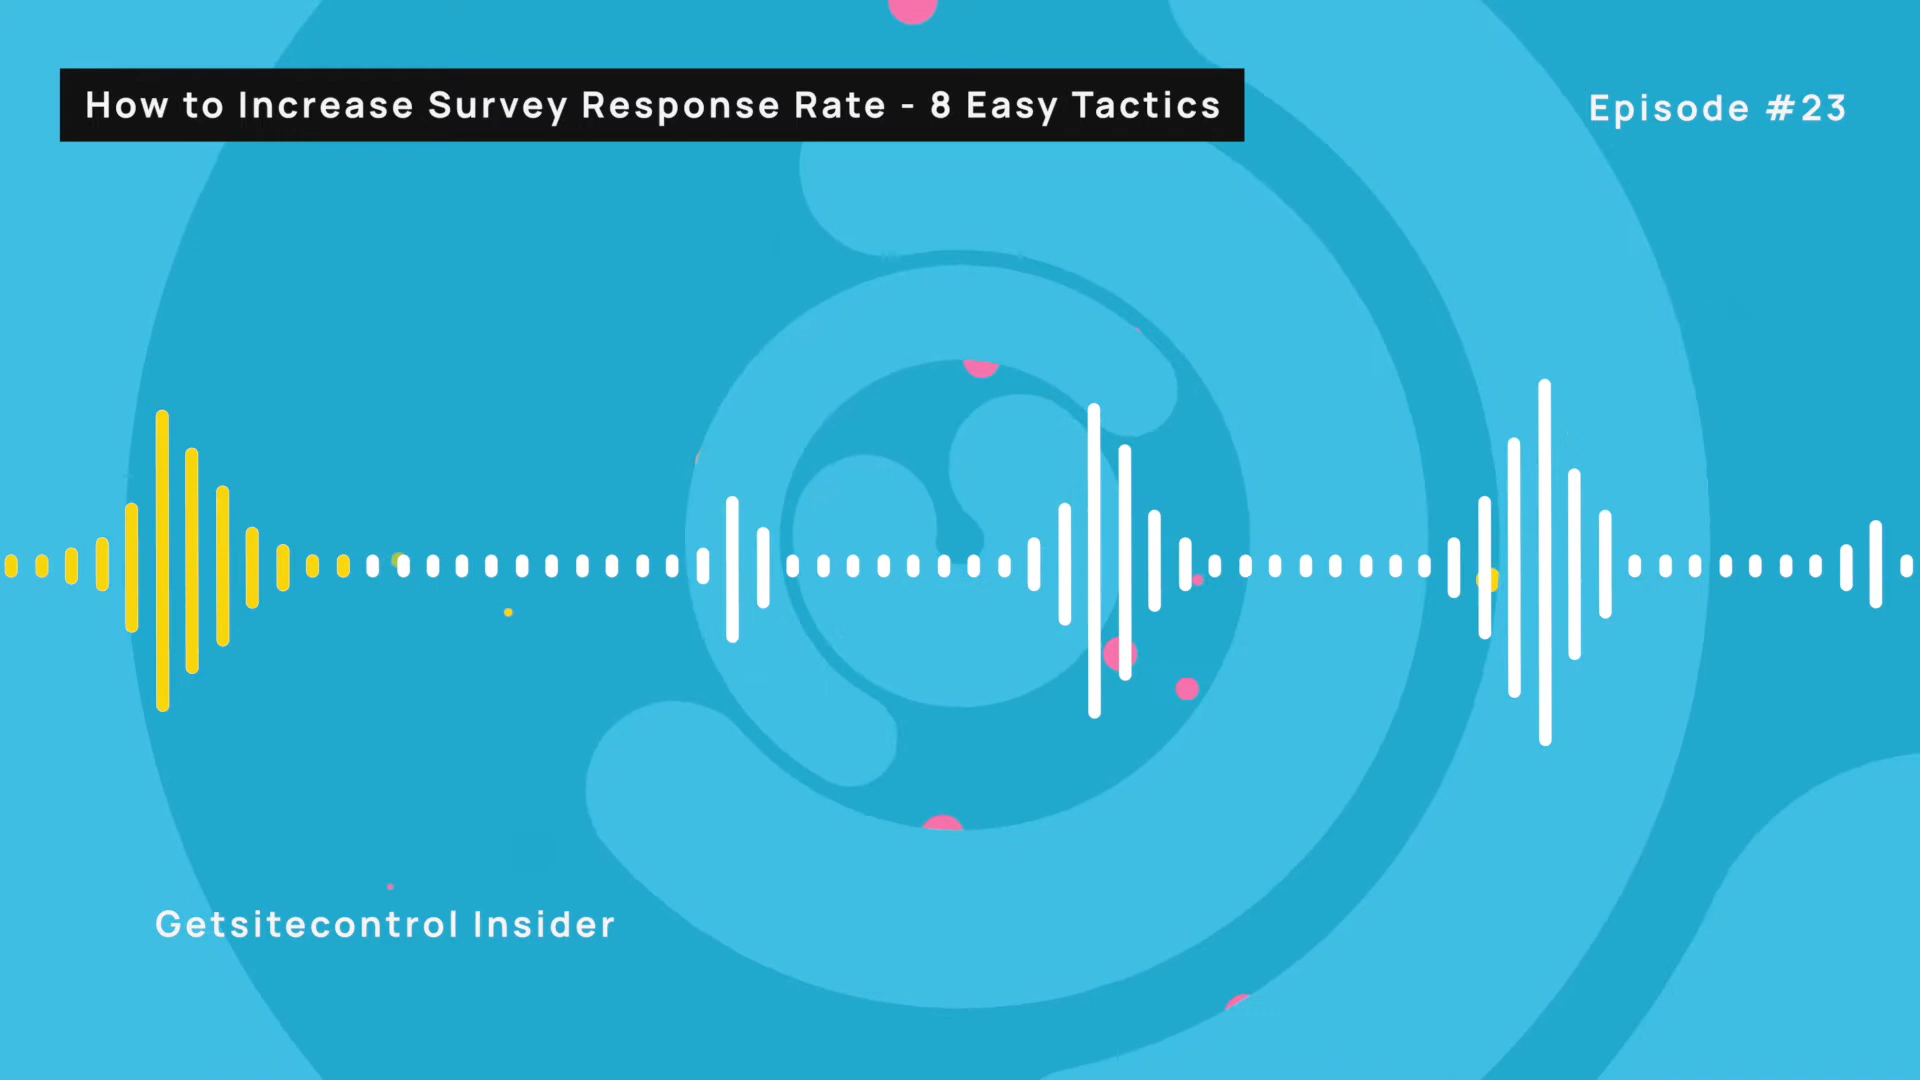 How to Increase Survey Response Rate - 8 Easy Tactics
Episode #23
Getsitecontrol Insider